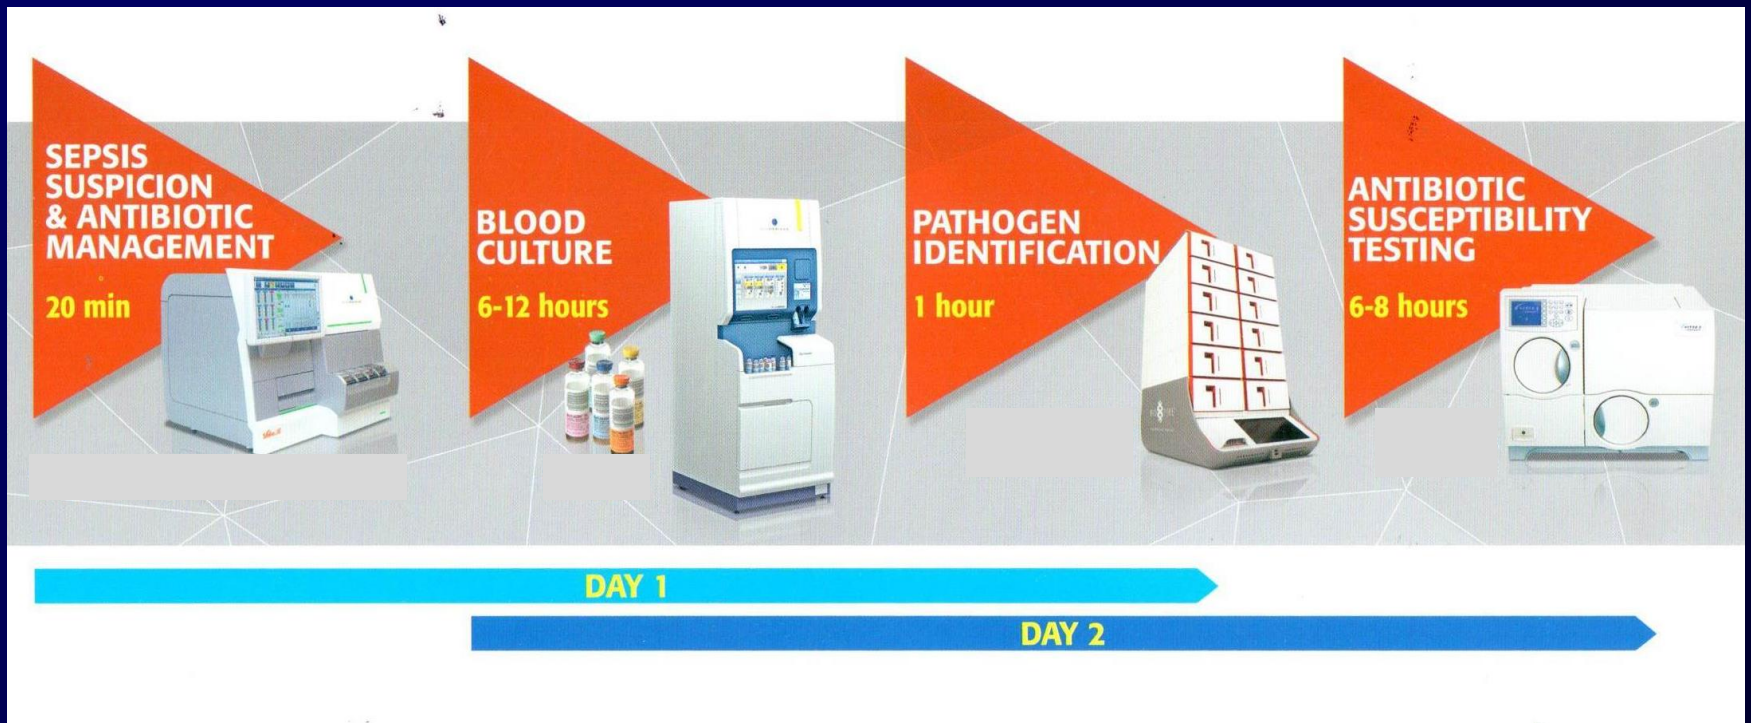 SEPSIS
SUSPICION
& ANTIBIOTIC
MANAGEMENT
20 min
BLOOD
CULTURE
6-12 hours
PATHOGEN
IDENTIFICATION
1 hour
ANTIBIOTIC
SUSCEPTIBILITY
TESTING
6-8 hours
DAY 1
DAY 2